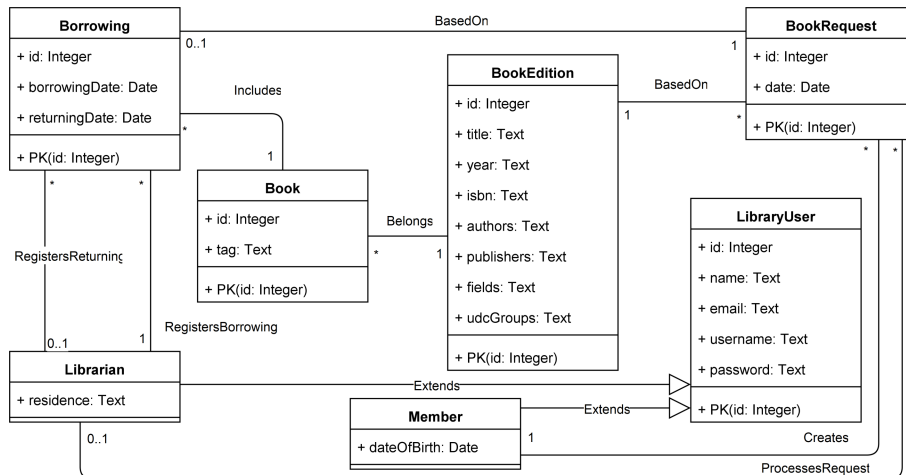 Borrowing
+ id: Integer
+ borrowingDate: Date
+ returningDate: Date
+ PK(id: Integer)
BasedOn
0..1
1
BookRequest
+ id: Integer
+ date: Date
+ PK(id: Integer)
Includes
*
1
BookEdition
+ id: Integer
+ title: Text
+ year: Text
+ isbn: Text
+ authors: Text
+ publishers: Text
+ fields: Text
+ udcGroups: Text
+ PK(id: Integer)
BasedOn
1
*
Book
+ id: Integer
+ tag: Text
+ PK(id: Integer)
Belongs
*
1
*
*
RegistersReturning
RegistersBorrowing
0..1
1
LibraryUser
+ id: Integer
+ name: Text
+ email: Text
+ username: Text
+ password: Text
+ PK(id: Integer)
*
*
Librarian
+ residence: Text
Extends
Member
+ dateOfBirth: Date
Extends
1
Creates
0..1
ProcessesRequest